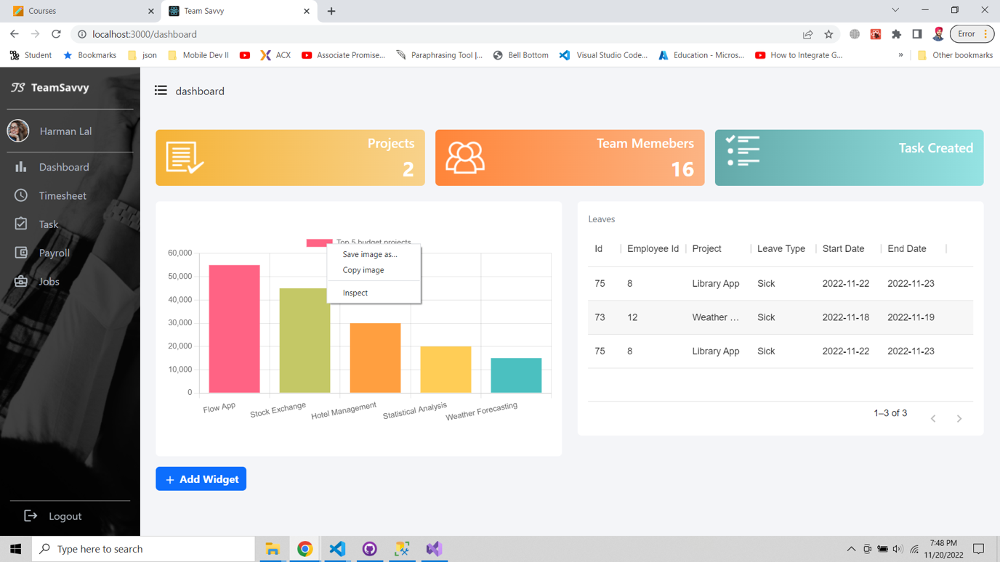 Courses
Team Savvy
localhost:3000/dashboard
Error
Student
Bookmarks
json
Mobile Dev II
ACX
Associate Promise...
Paraphrasing Tool |...
Bell Bottom
Visual Studio Code...
Education - Micros...
How to Integrate G...
»
Other bookmarks
TS TeamSavvy
Harman Lal
Dashboard
Timesheet
Task
Payroll
Jobs
Logout
dashboard
Projects
2
Team Memebers
16
Task Created
Top 5 budget projects
60,000
50,000
40,000
30,000
20,000
10,000
0
Flow App
Stock Exchange
Hotel Management
Statistical Analysis
Weather Forecasting
Save image as...
Copy image
Inspect
Leaves
Id Employee Id Project Leave Type Start Date End Date
75 8 Library App Sick 2022-11-22 2022-11-23
73 12 Weather ... Sick 2022-11-18 2022-11-19
75 8 Library App Sick 2022-11-22 2022-11-23
1–3 of 3
+ Add Widget
Type here to search
7:48 PM
11/20/2022